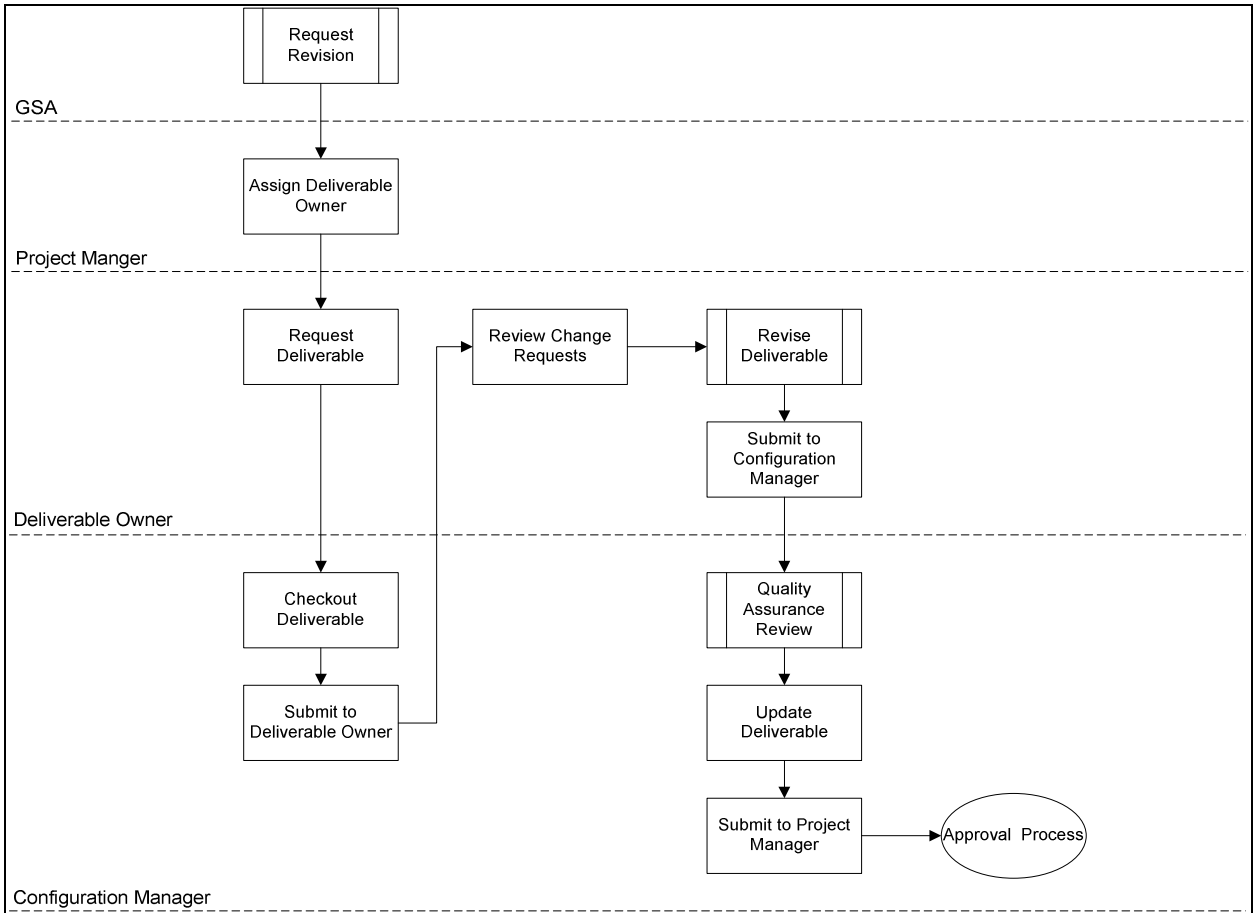 Request
Revision
GSA
Assign Deliverable
Owner
Project Manger
Request
Deliverable
Review Change
Requests
Revise
Deliverable
Submit to
Configuration
Manager
Deliverable Owner
Checkout
Deliverable
Submit to
Deliverable Owner
Quality
Assurance
Review
Update
Deliverable
Submit to Project
Manager
Approval Process
Configuration Manager